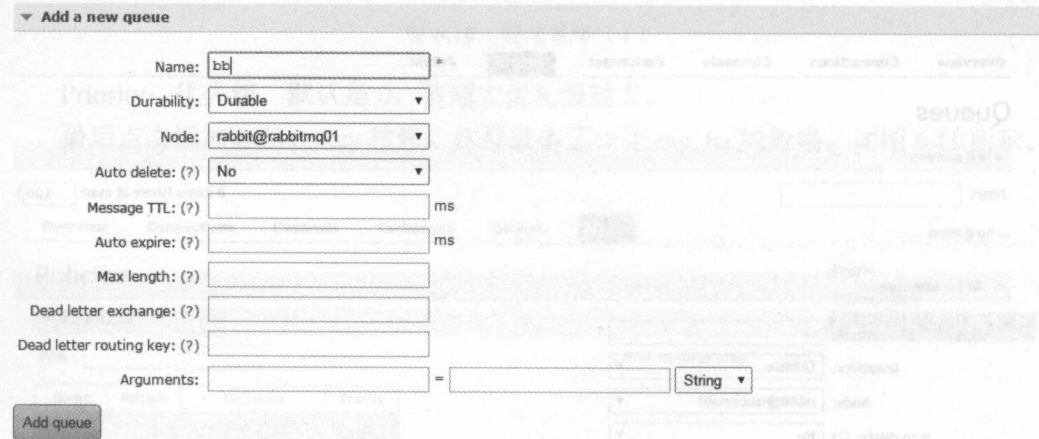 Add a new queue
Name: bb
Durability: Durable
Node: rabbit@rabbitmq01
Auto delete: (?) No
Message TTL: (?) ms
Auto expire: (?) ms
Max length: (?)
Dead letter exchange: (?)
Dead letter routing key: (?)
Arguments: = String
Add queue